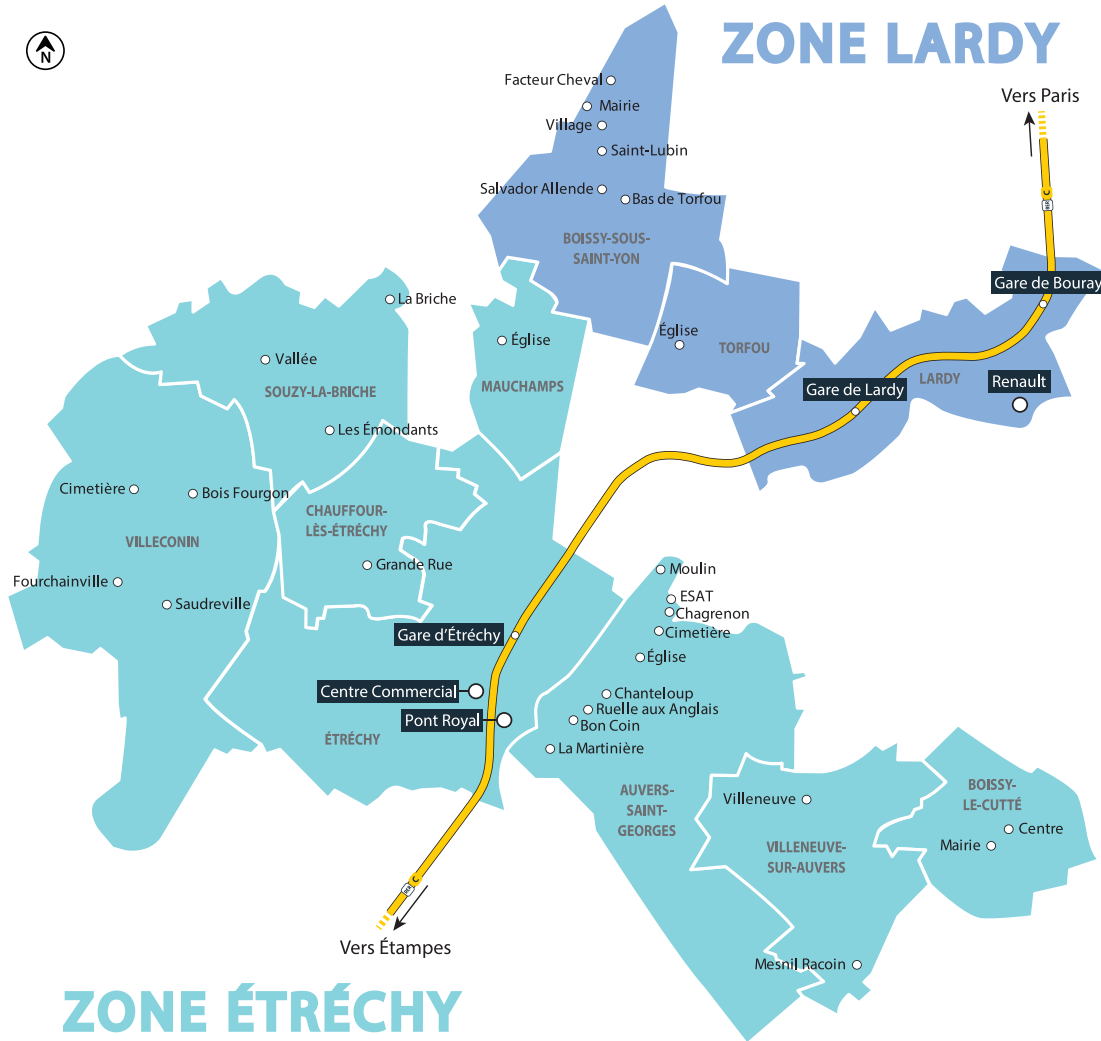 ZONE LARDY
N
Vers Paris
Facteur Cheval
Mairie
Village
Saint-Lubin
Salvador Allende
Bas de Torfou
BOISSY-SOUS-
SAINT-YON
C
RER
Gare de Bouray
La Briche
Église
Église
TORFOU
Vallée
MAUCHAMPS
LARDY
SOUZY-LA-BRICHE
Gare de Lardy
Renault
Les Émondants
Cimetière
Bois Fourgon
CHAUFFOUR-
LÈS-ÉTRÉCHY
VILLECONIN
Grande Rue
Moulin
Fourchainville
Saudreville
ESAT
Chagrenon
Gare d'Étréchy
Cimetière
Église
Centre Commercial
Chanteloup
Ruelle aux Anglais
Pont Royal
Bon Coin
ÉTRÉCHY
La Martinière
AUVERS-
SAINT-
GEORGES
Villeneuve
BOISSY-
LE-CUTTÉ
Centre
Mairie
VILLENEUVE-
SUR-AUVERS
C
RER
Vers Étampes
Mesnil Racoin
ZONE ÉTRÉCHY